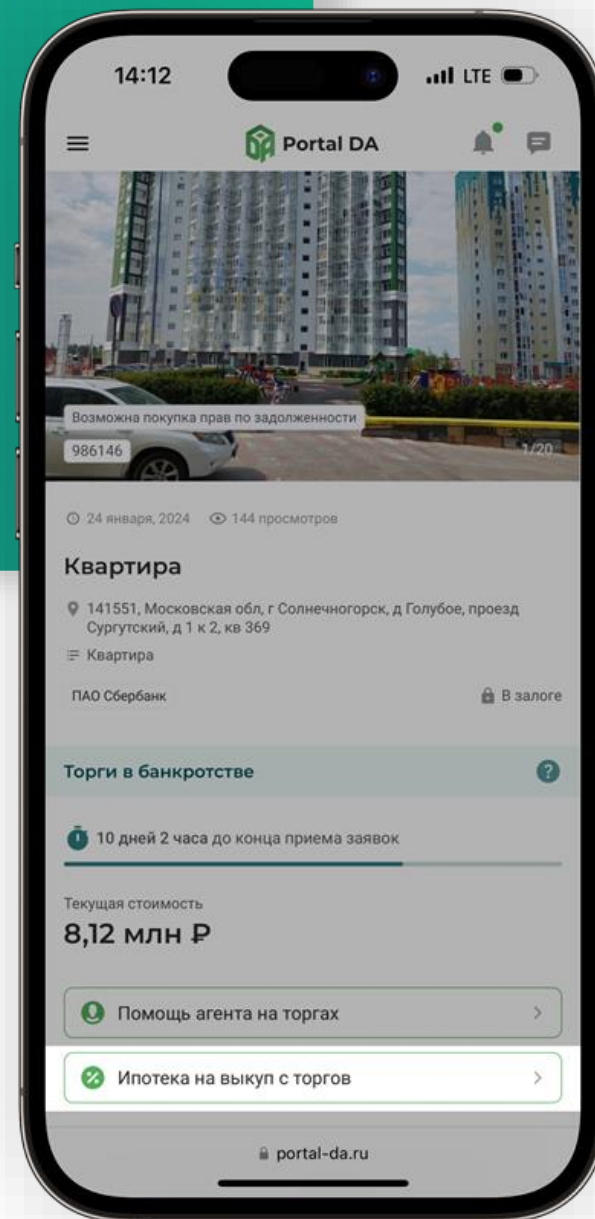 14:12
LTE
Portal DA
Возможна покупка прав по задолженности
986146
1/20
24 января, 2024 144 просмотров
Квартира
141551, Московская обл, г Солнечногорск, д Голубое, проезд
Сургутский, д 1 к 2, кв 369
Квартира
ПАО Сбербанк
В залоге
Торги в банкротстве
?
10 дней 2 часа до конца приема заявок
Текущая стоимость
8,12 млн ₽
Помощь агента на торгах
Ипотека на выкуп с торгов
portal-da.ru